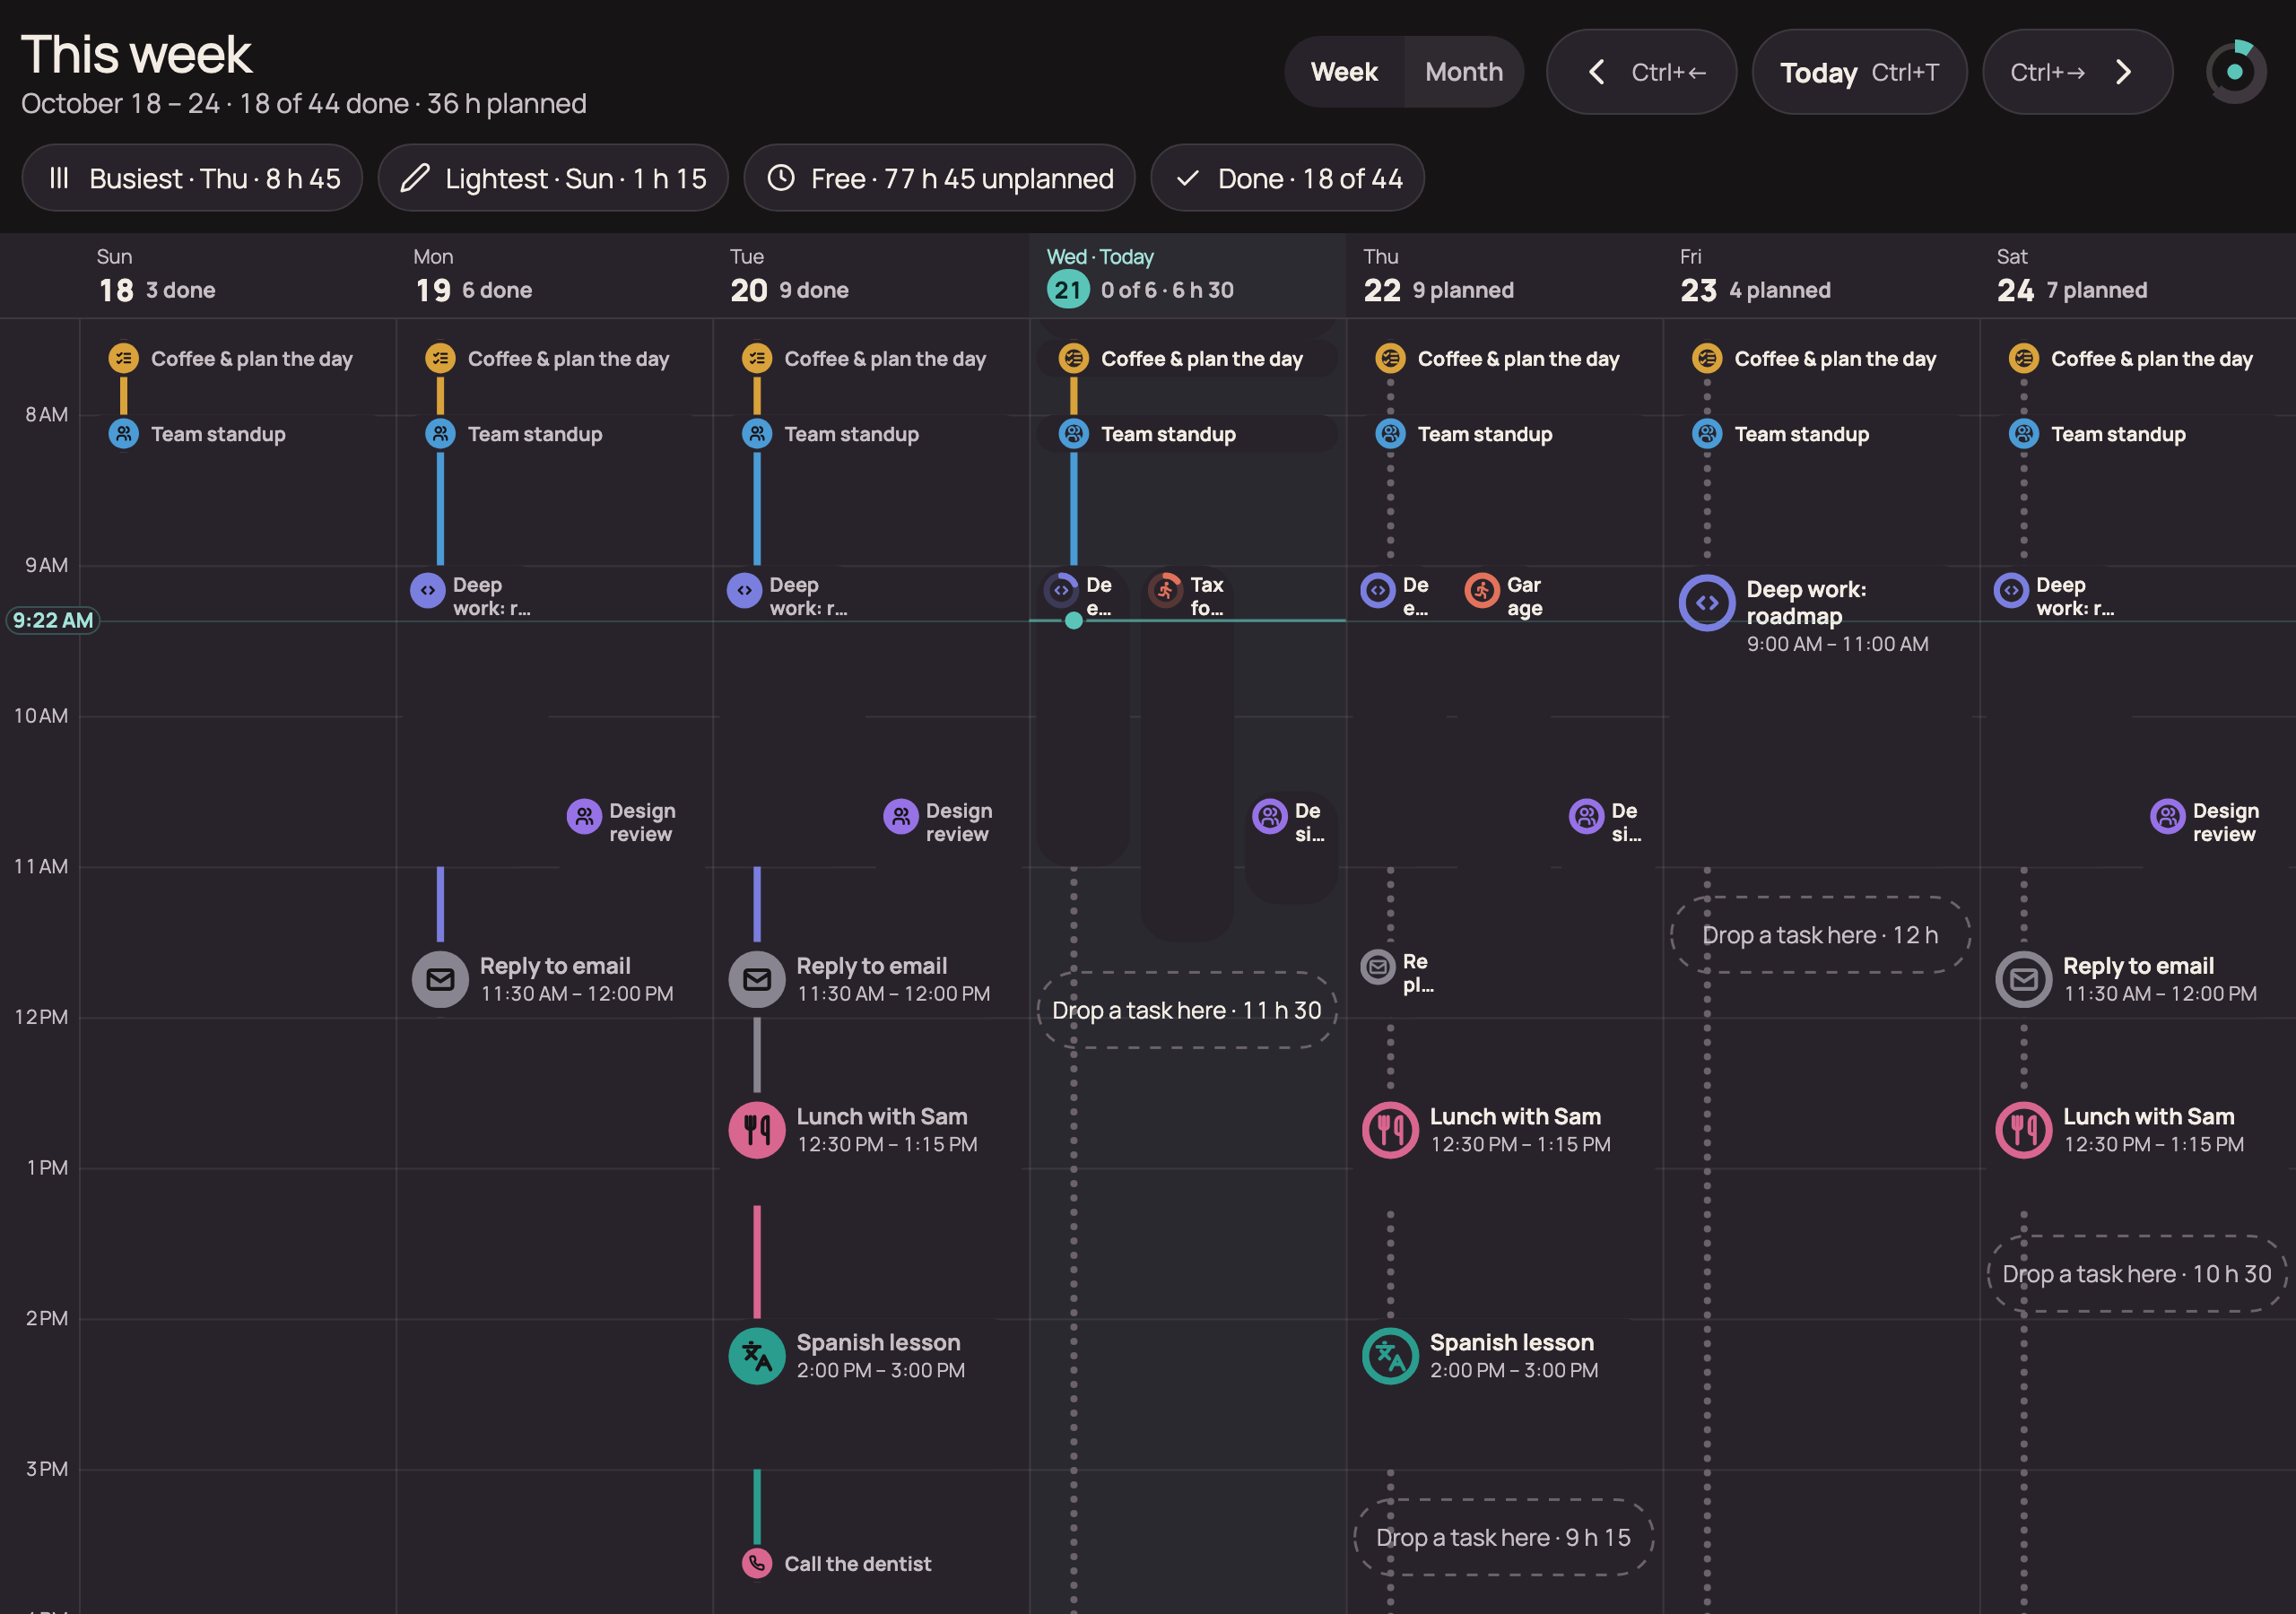 This week
October 18 – 24 · 18 of 44 done · 36 h planned
Week
Month
Ctrl+←
Today Ctrl+T
Ctrl+→
Busiest · Thu · 8 h 45
Lightest · Sun · 1 h 15
Free · 77 h 45 unplanned
Done · 18 of 44
Sun
18 3 done
Mon
19 6 done
Tue
20 9 done
Wed · Today
21 0 of 6 · 6 h 30
Thu
22 9 planned
Fri
23 4 planned
Sat
24 7 planned
8 AM
9 AM
9:22 AM
10 AM
11 AM
12 PM
1 PM
2 PM
3 PM
Coffee & plan the day
Team standup
Coffee & plan the day
Team standup
Deep
work: r…
Design
review
Reply to email
11:30 AM – 12:00 PM
Coffee & plan the day
Team standup
Deep
work: r…
Design
review
Reply to email
11:30 AM – 12:00 PM
Lunch with Sam
12:30 PM – 1:15 PM
Spanish lesson
2:00 PM – 3:00 PM
Call the dentist
Coffee & plan the day
Team standup
De
e…
Tax
fo…
De
si…
Drop a task here · 11 h 30
Coffee & plan the day
Team standup
De
e…
Gar
age
De
si…
Re
pl…
Lunch with Sam
12:30 PM – 1:15 PM
Spanish lesson
2:00 PM – 3:00 PM
Drop a task here · 9 h 15
Coffee & plan the day
Team standup
Deep work:
roadmap
9:00 AM – 11:00 AM
Drop a task here · 12 h
Coffee & plan the day
Team standup
Deep
work: r…
Design
review
Reply to email
11:30 AM – 12:00 PM
Lunch with Sam
12:30 PM – 1:15 PM
Drop a task here · 10 h 30